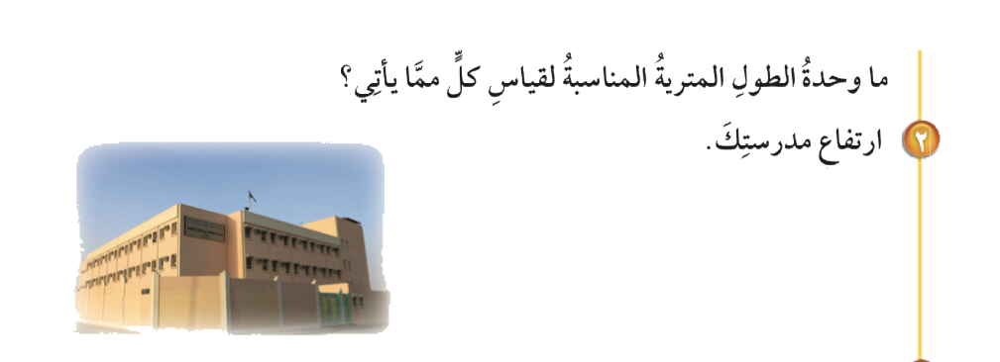 ما وحدةُ الطولِ المتريةُ المناسبةُ لقياسِ كلٍّ ممَّا يأتِي؟
٢ ارتفاع مدرستِكَ.